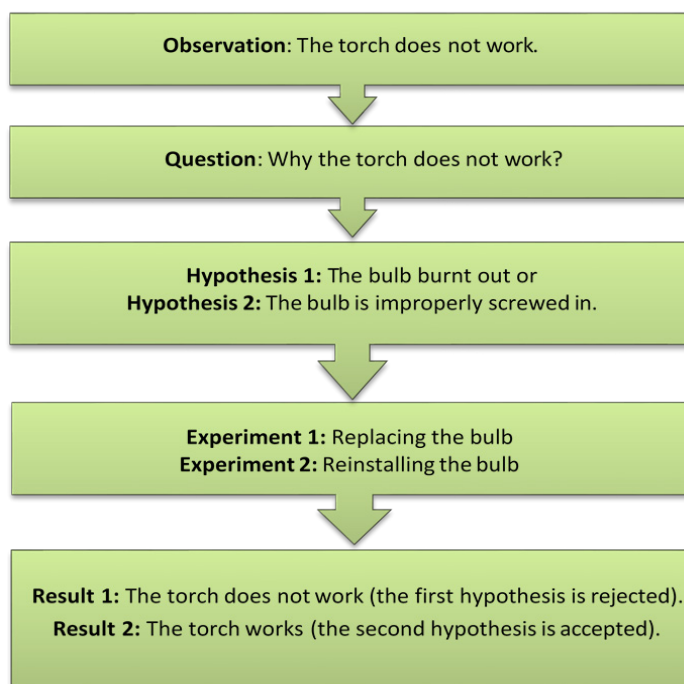 Observation: The torch does not work.
Question: Why the torch does not work?
Hypothesis 1: The bulb burnt out or
Hypothesis 2: The bulb is improperly screwed in.
Experiment 1: Replacing the bulb
Experiment 2: Reinstalling the bulb
Result 1: The torch does not work (the first hypothesis is rejected).
Result 2: The torch works (the second hypothesis is accepted).